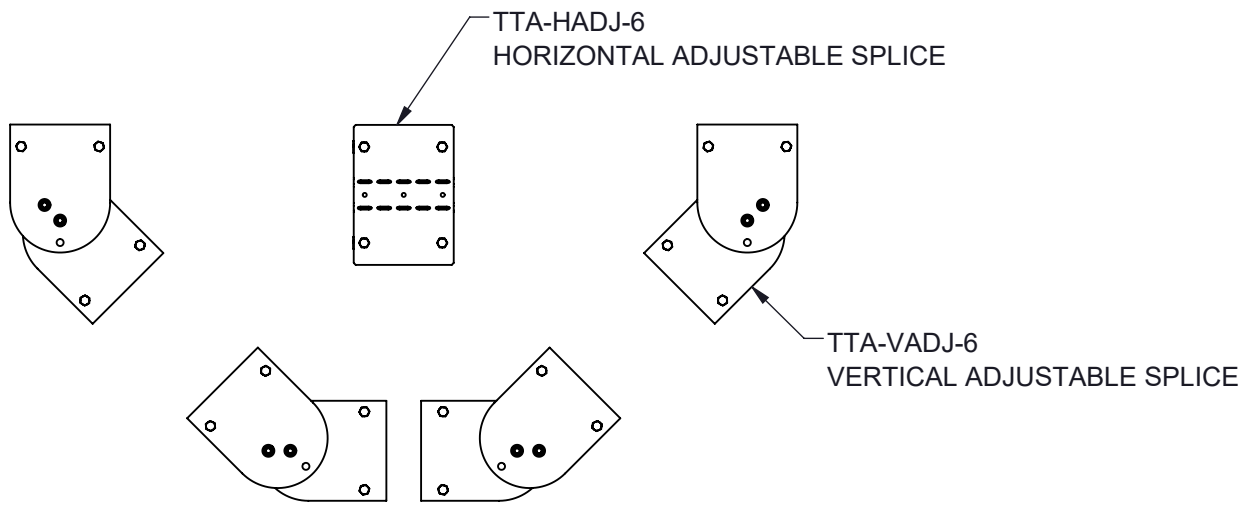 TTA-HADJ-6
HORIZONTAL ADJUSTABLE SPLICE
TTA-VADJ-6
VERTICAL ADJUSTABLE SPLICE